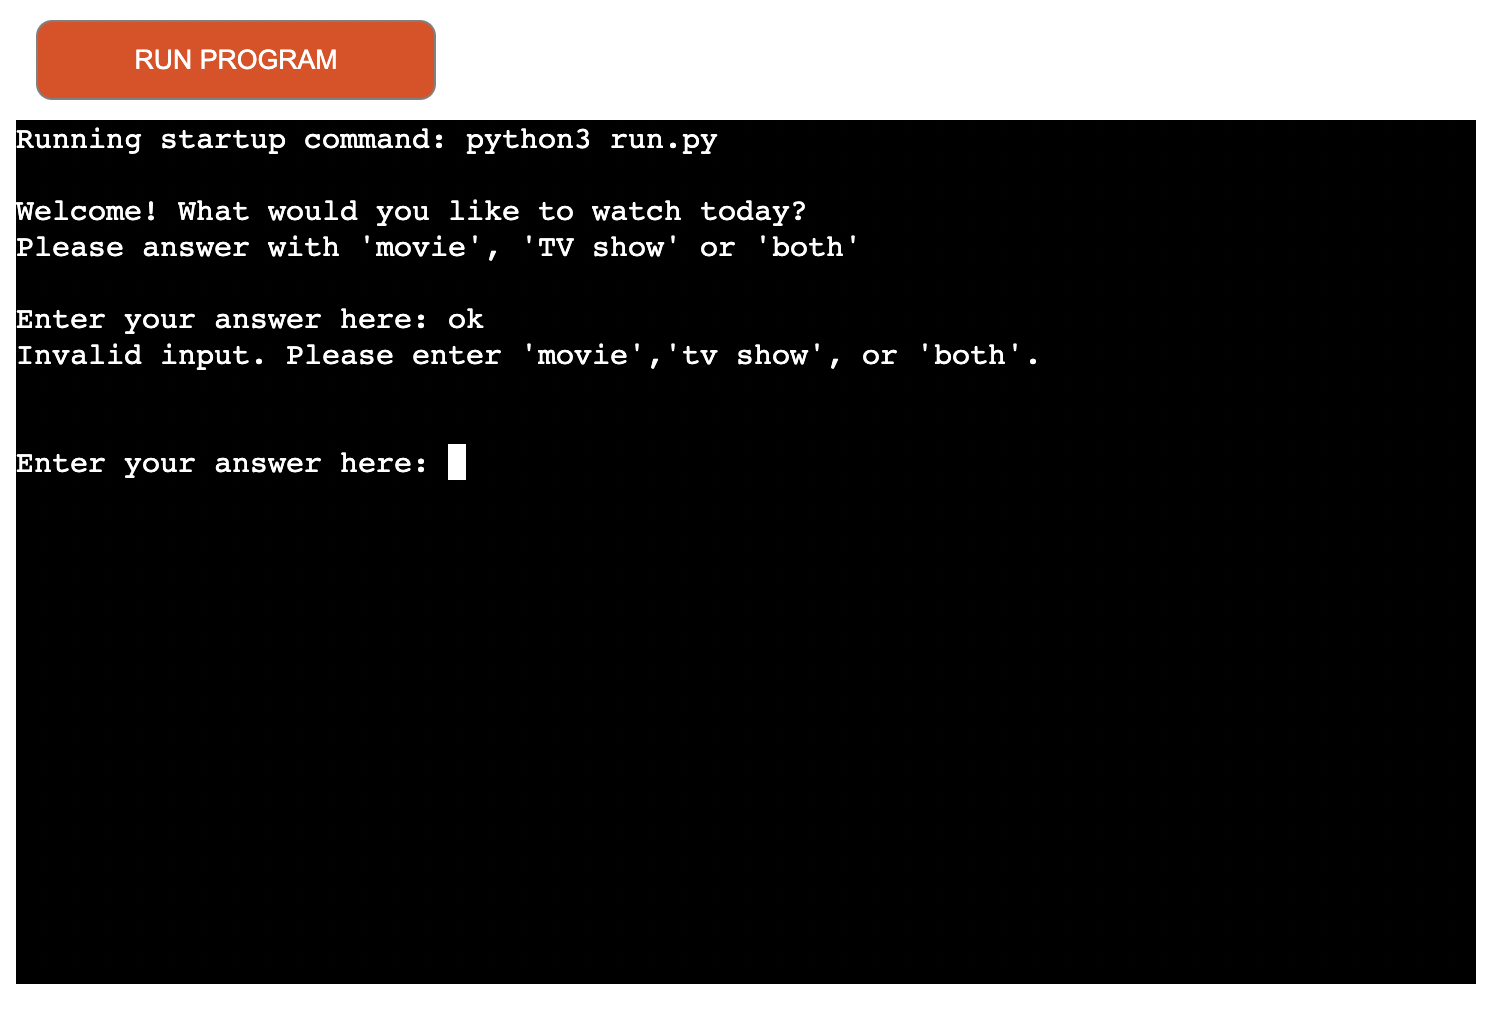 RUN PROGRAM
Running startup command: python3 run.py
Welcome! What would you like to watch today?
Please answer with 'movie', 'TV show' or 'both'
Enter your answer here: ok
Invalid input. Please enter 'movie','tv show', or 'both'.
Enter your answer here: